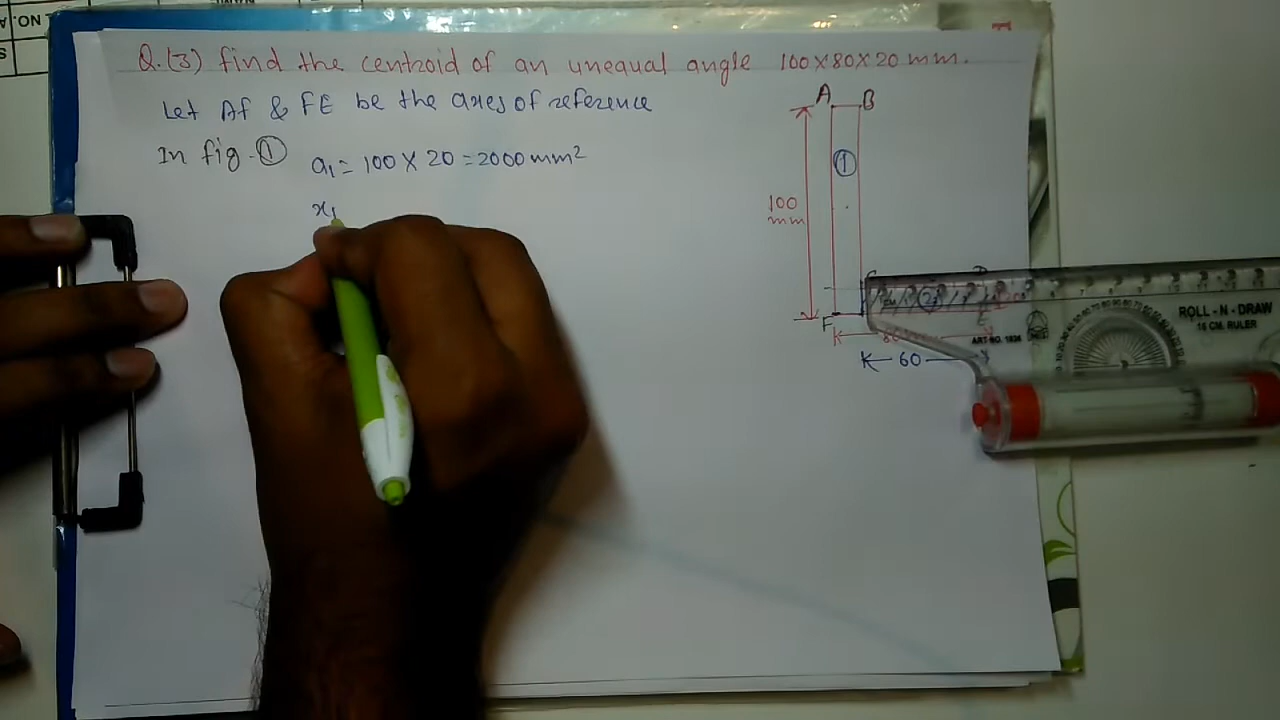 NO.
Q.(3) find the centroid of an unequal angle 100×80×20 mm.
Let AF & FE be the axes of reference
In fig. ① a₁ = 100 × 20 = 2000 mm²
x₁
A B
①
100
mm
②
F
K 60
ROLL-N-DRAW
15 CM. RULER